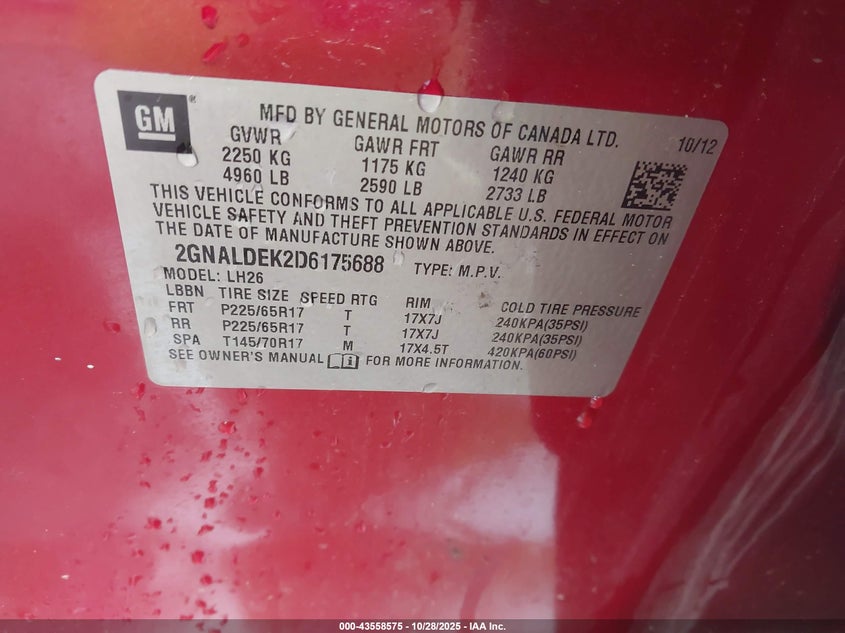 GM ®
MFD BY GENERAL MOTORS OF CANADA LTD. 10/12
GVWR GAWR FRT GAWR RR
2250 KG 1175 KG 1240 KG
4960 LB 2590 LB 2733 LB
THIS VEHICLE CONFORMS TO ALL APPLICABLE U.S. FEDERAL MOTOR
VEHICLE SAFETY AND THEFT PREVENTION STANDARDS IN EFFECT ON
THE DATE OF MANUFACTURE SHOWN ABOVE.
2GNALDEK2D6175688 TYPE: M.P.V.
MODEL: LH26
LBBN TIRE SIZE SPEED RTG RIM COLD TIRE PRESSURE
FRT P225/65R17 T 17X7J 240KPA(35PSI)
RR P225/65R17 T 17X7J 240KPA(35PSI)
SPA T145/70R17 M 17X4.5T 420KPA(60PSI)
SEE OWNER'S MANUAL FOR MORE INFORMATION.
000-43558575 - 10/28/2025 - IAA Inc.